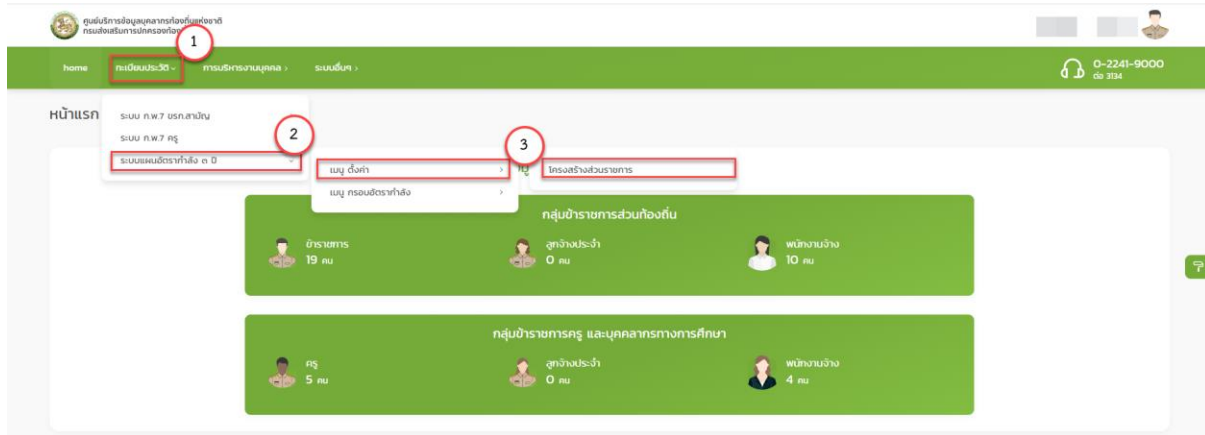 ศูนย์บริการข้อมูลบุคลากรท้องถิ่นแห่งชาติ
กรมส่งเสริมการปกครองท้องถิ่น
1
home ทะเบียนประวัติ การบริหารงานบุคคล > ระบบอื่นๆ >
0-2241-9000
ต่อ 3134
หน้าแรก
ระบบ ก.พ.7 ขรก.สามัญ
ระบบ ก.พ.7 ครู
2
ระบบแผนอัตรากำลัง ๓ ปี
3
เมนู ตั้งค่า >
โครงสร้างส่วนราชการ
เมนู กรอบอัตรากำลัง >
กลุ่มข้าราชการส่วนท้องถิ่น
ข้าราชการ
19 คน
ลูกจ้างประจำ
0 คน
พนักงานจ้าง
10 คน
กลุ่มข้าราชการครู และบุคคลากรทางการศึกษา
ครู
5 คน
ลูกจ้างประจำ
0 คน
พนักงานจ้าง
4 คน